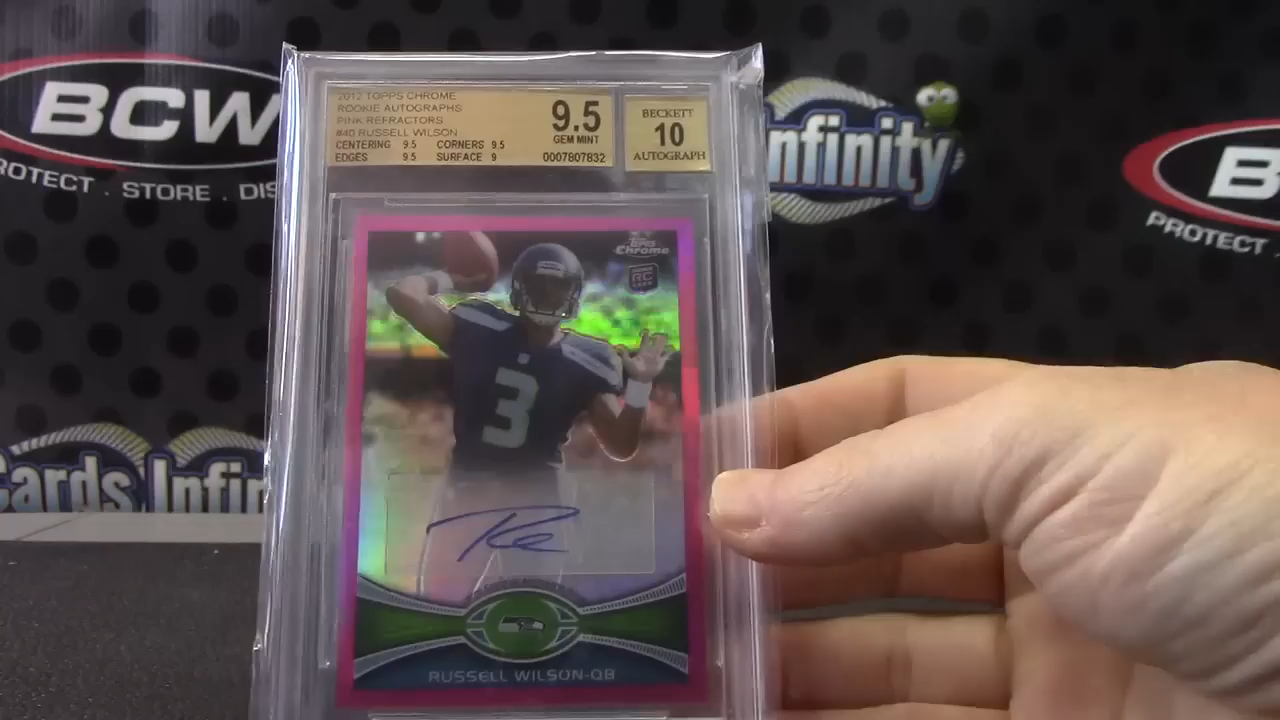 BCW
ROTECT . STORE . DIS
2012 TOPPS CHROME
ROOKIE AUTOGRAPHS
PINK REFRACTORS
#40 RUSSELL WILSON
CENTERING 9.5 CORNERS 9.5
EDGES 9.5 SURFACE 9
9.5
GEM MINT
0007807832
BECKETT
10
AUTOGRAPH
Infinity
B
PROTECT
Topps
Chrome
RC
3
Cards Infin
RUSSELL WILSON-QB